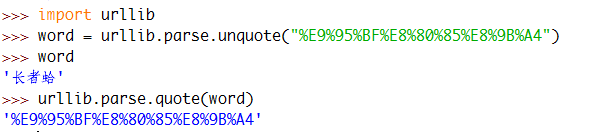 >>> import urllib
>>> word = urllib.parse.unquote("%E9%95%BF%E8%80%85%E8%9B%A4")
>>> word
'长者蛤'
>>> urllib.parse.quote(word)
'%E9%95%BF%E8%80%85%E8%9B%A4'